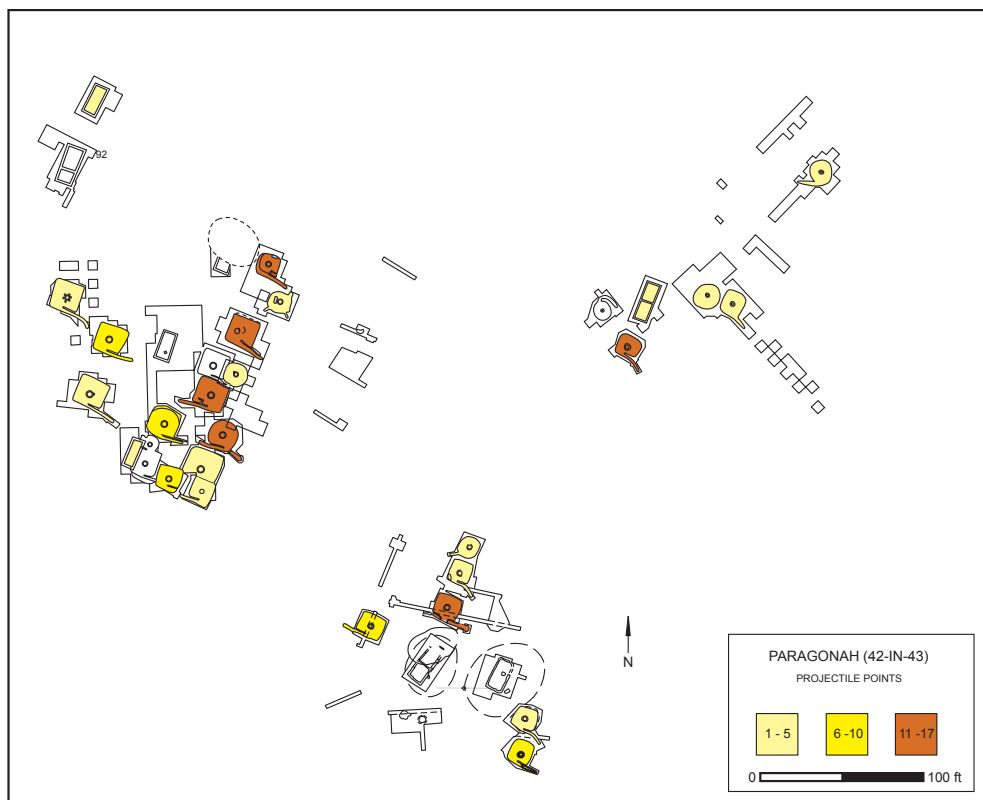 92
N
PARAGONAH (42-IN-43)
PROJECTILE POINTS
1 - 5 6 -10 11 -17
0 100 ft